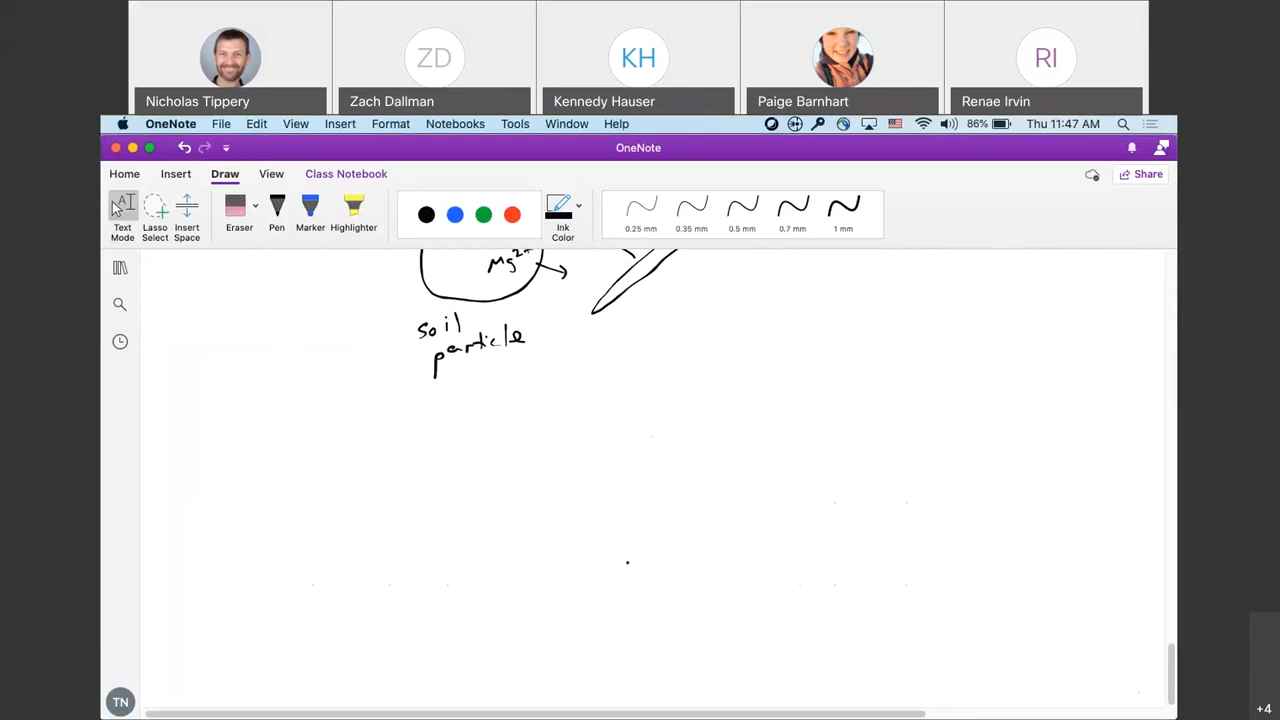 ZD
KH
RI
Nicholas Tippery
Zach Dallman
Kennedy Hauser
Paige Barnhart
Renae Irvin
OneNote File Edit View Insert Format Notebooks Tools Window Help
86% Thu 11:47 AM
OneNote
Home Insert Draw View Class Notebook
Share
Text Mode
Lasso Select
Insert Space
Eraser
Pen
Marker
Highlighter
Ink Color
0.25 mm
0.35 mm
0.5 mm
0.7 mm
1 mm
Mg2+
soil
particle
TN
+4